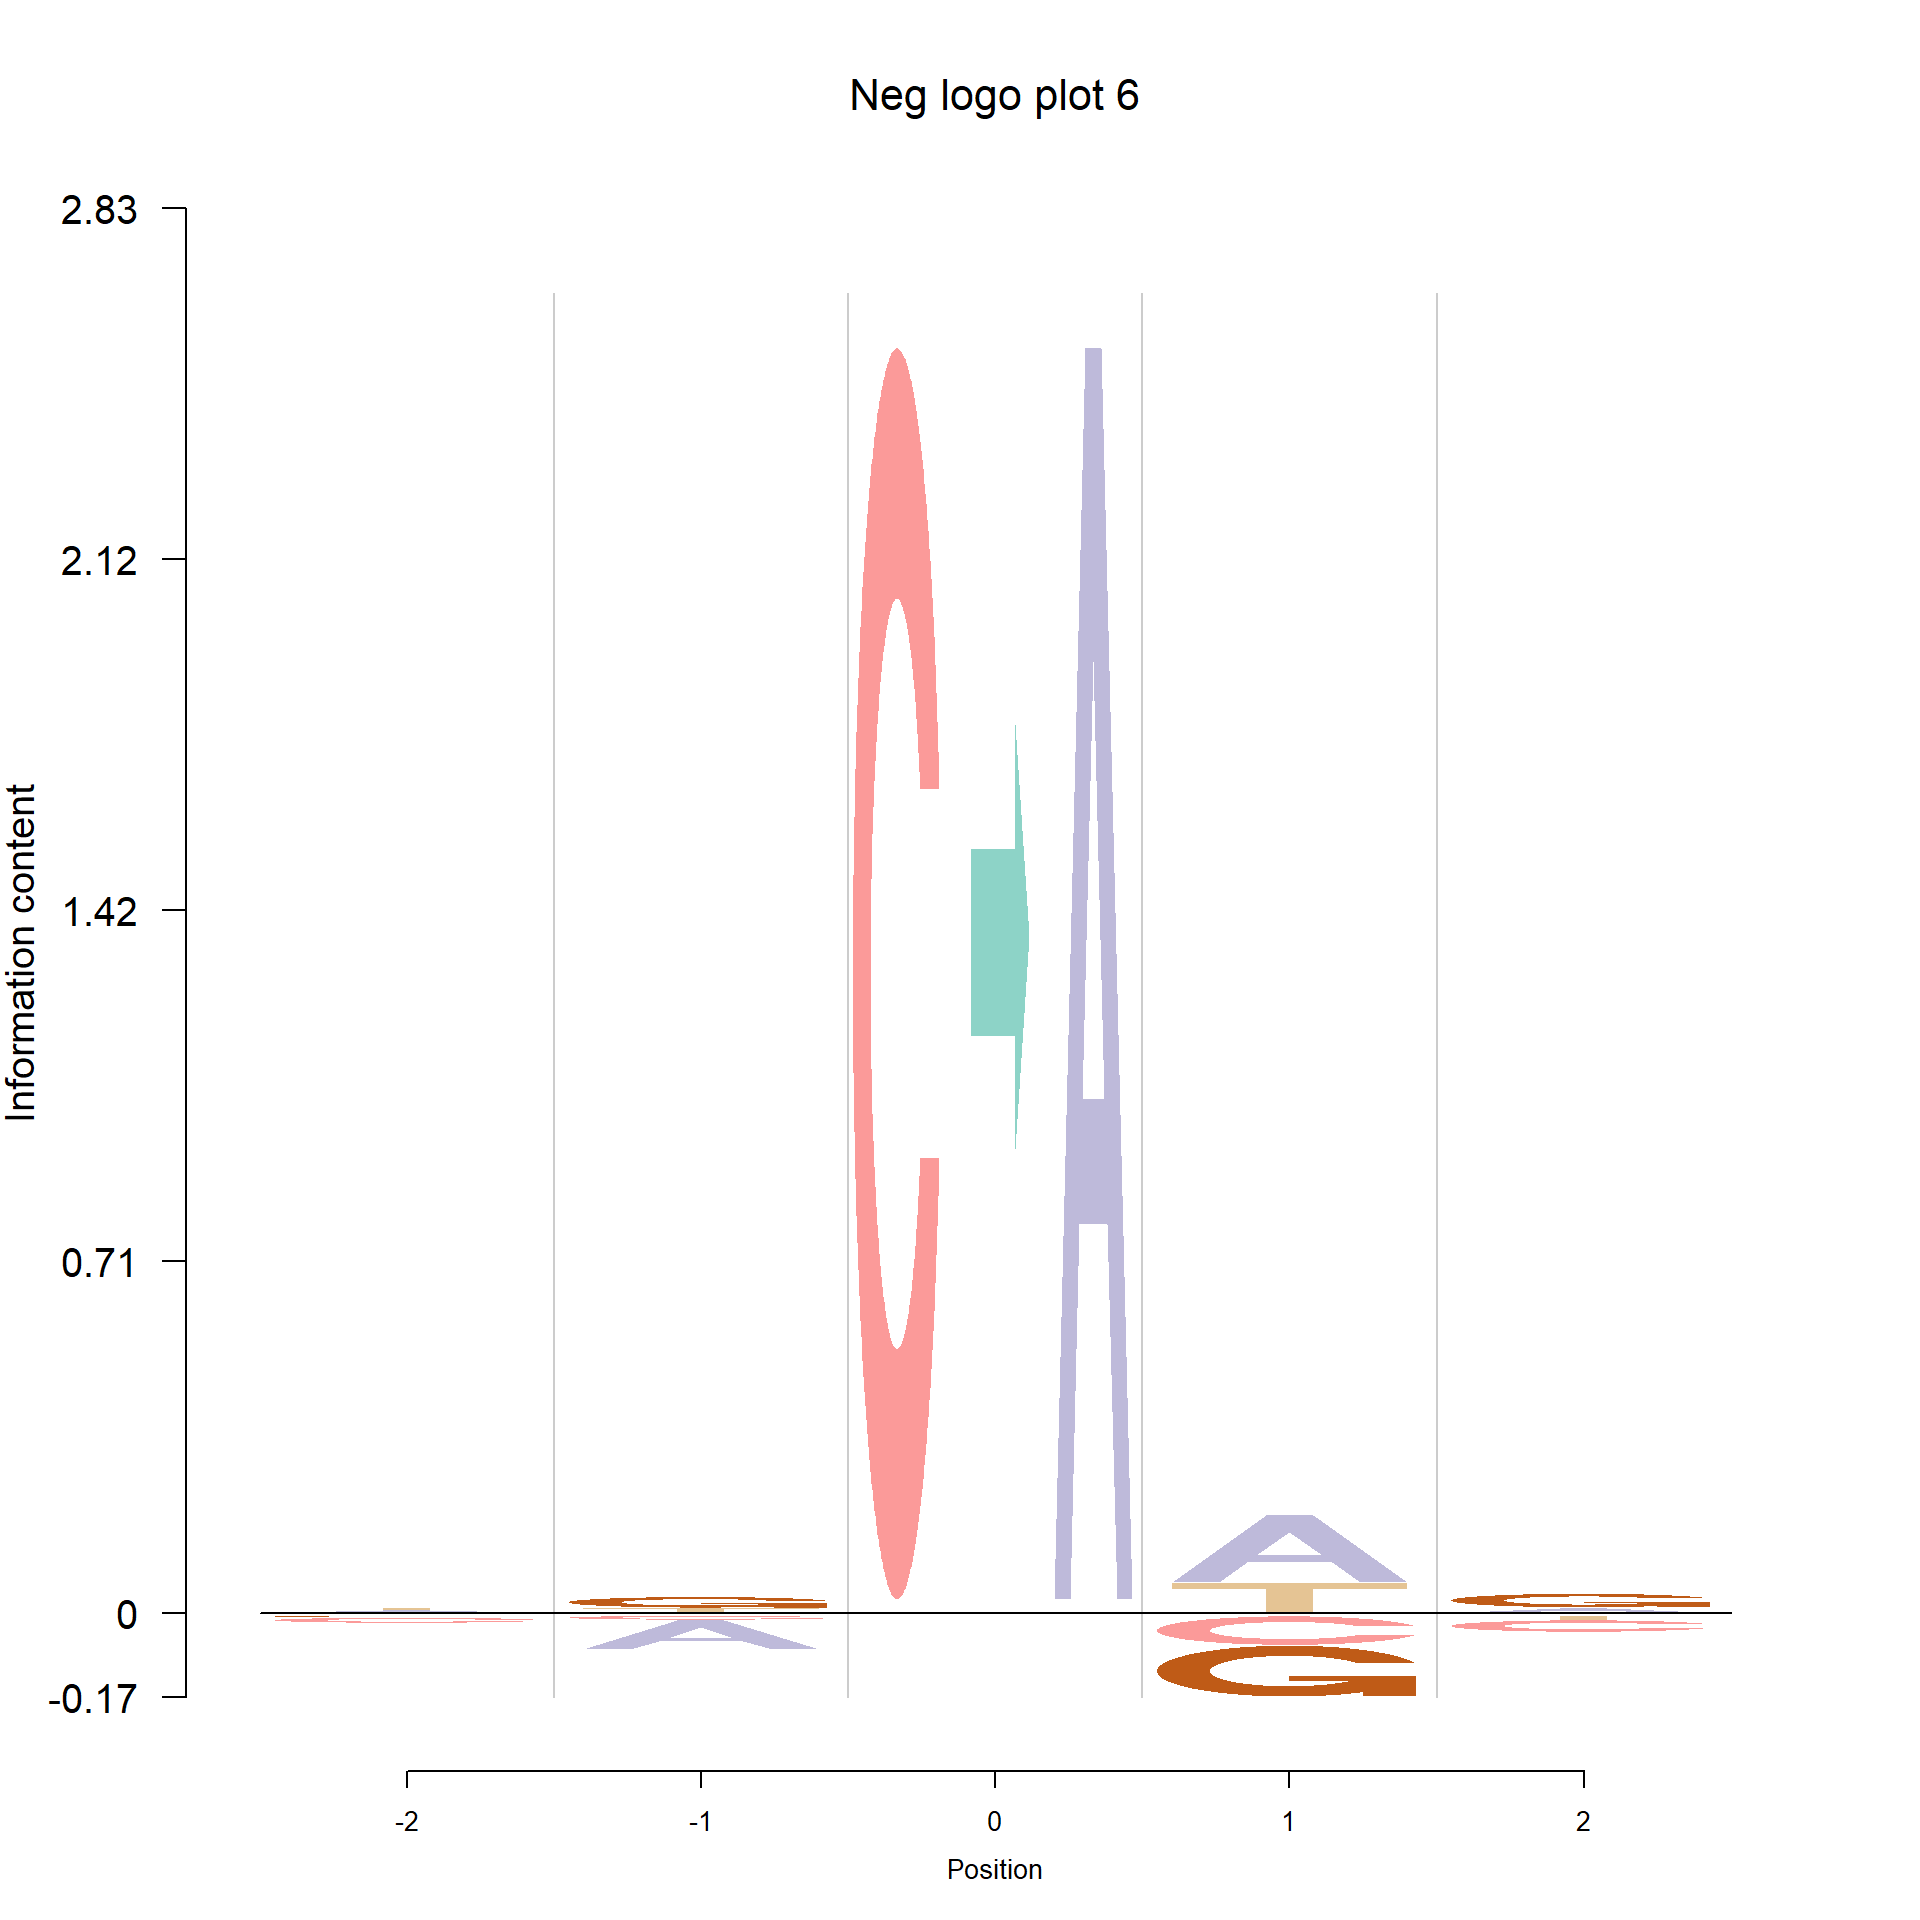 Neg logo plot 6
2.83
2.12
1.42
0.71
0
-0.17
Information content
C A
A
T
C
G
G
A
G
C
-2 -1 0 1 2
Position